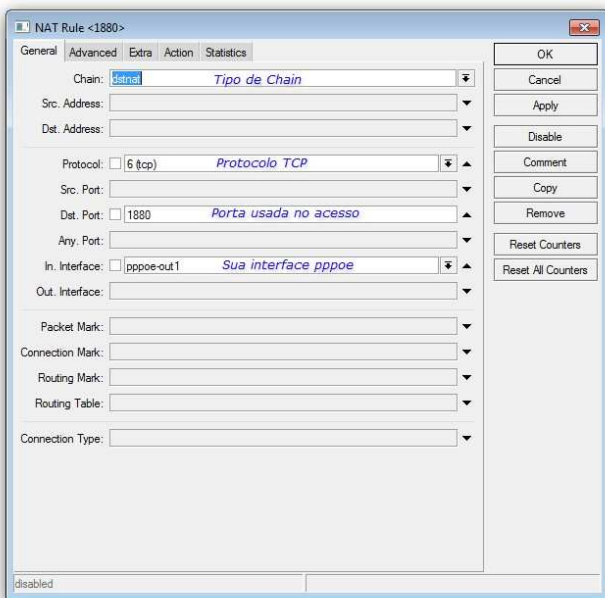 NAT Rule <1880>
General Advanced Extra Action Statistics
Chain: dstnat Tipo de Chain
Src. Address:
Dst. Address:
Protocol: 6 (tcp) Protocolo TCP
Src. Port:
Dst. Port: 1880 Porta usada no acesso
Any. Port:
In. Interface: pppoe-out1 Sua interface pppoe
Out. Interface:
Packet Mark:
Connection Mark:
Routing Mark:
Routing Table:
Connection Type:
OK
Cancel
Apply
Disable
Comment
Copy
Remove
Reset Counters
Reset All Counters
disabled